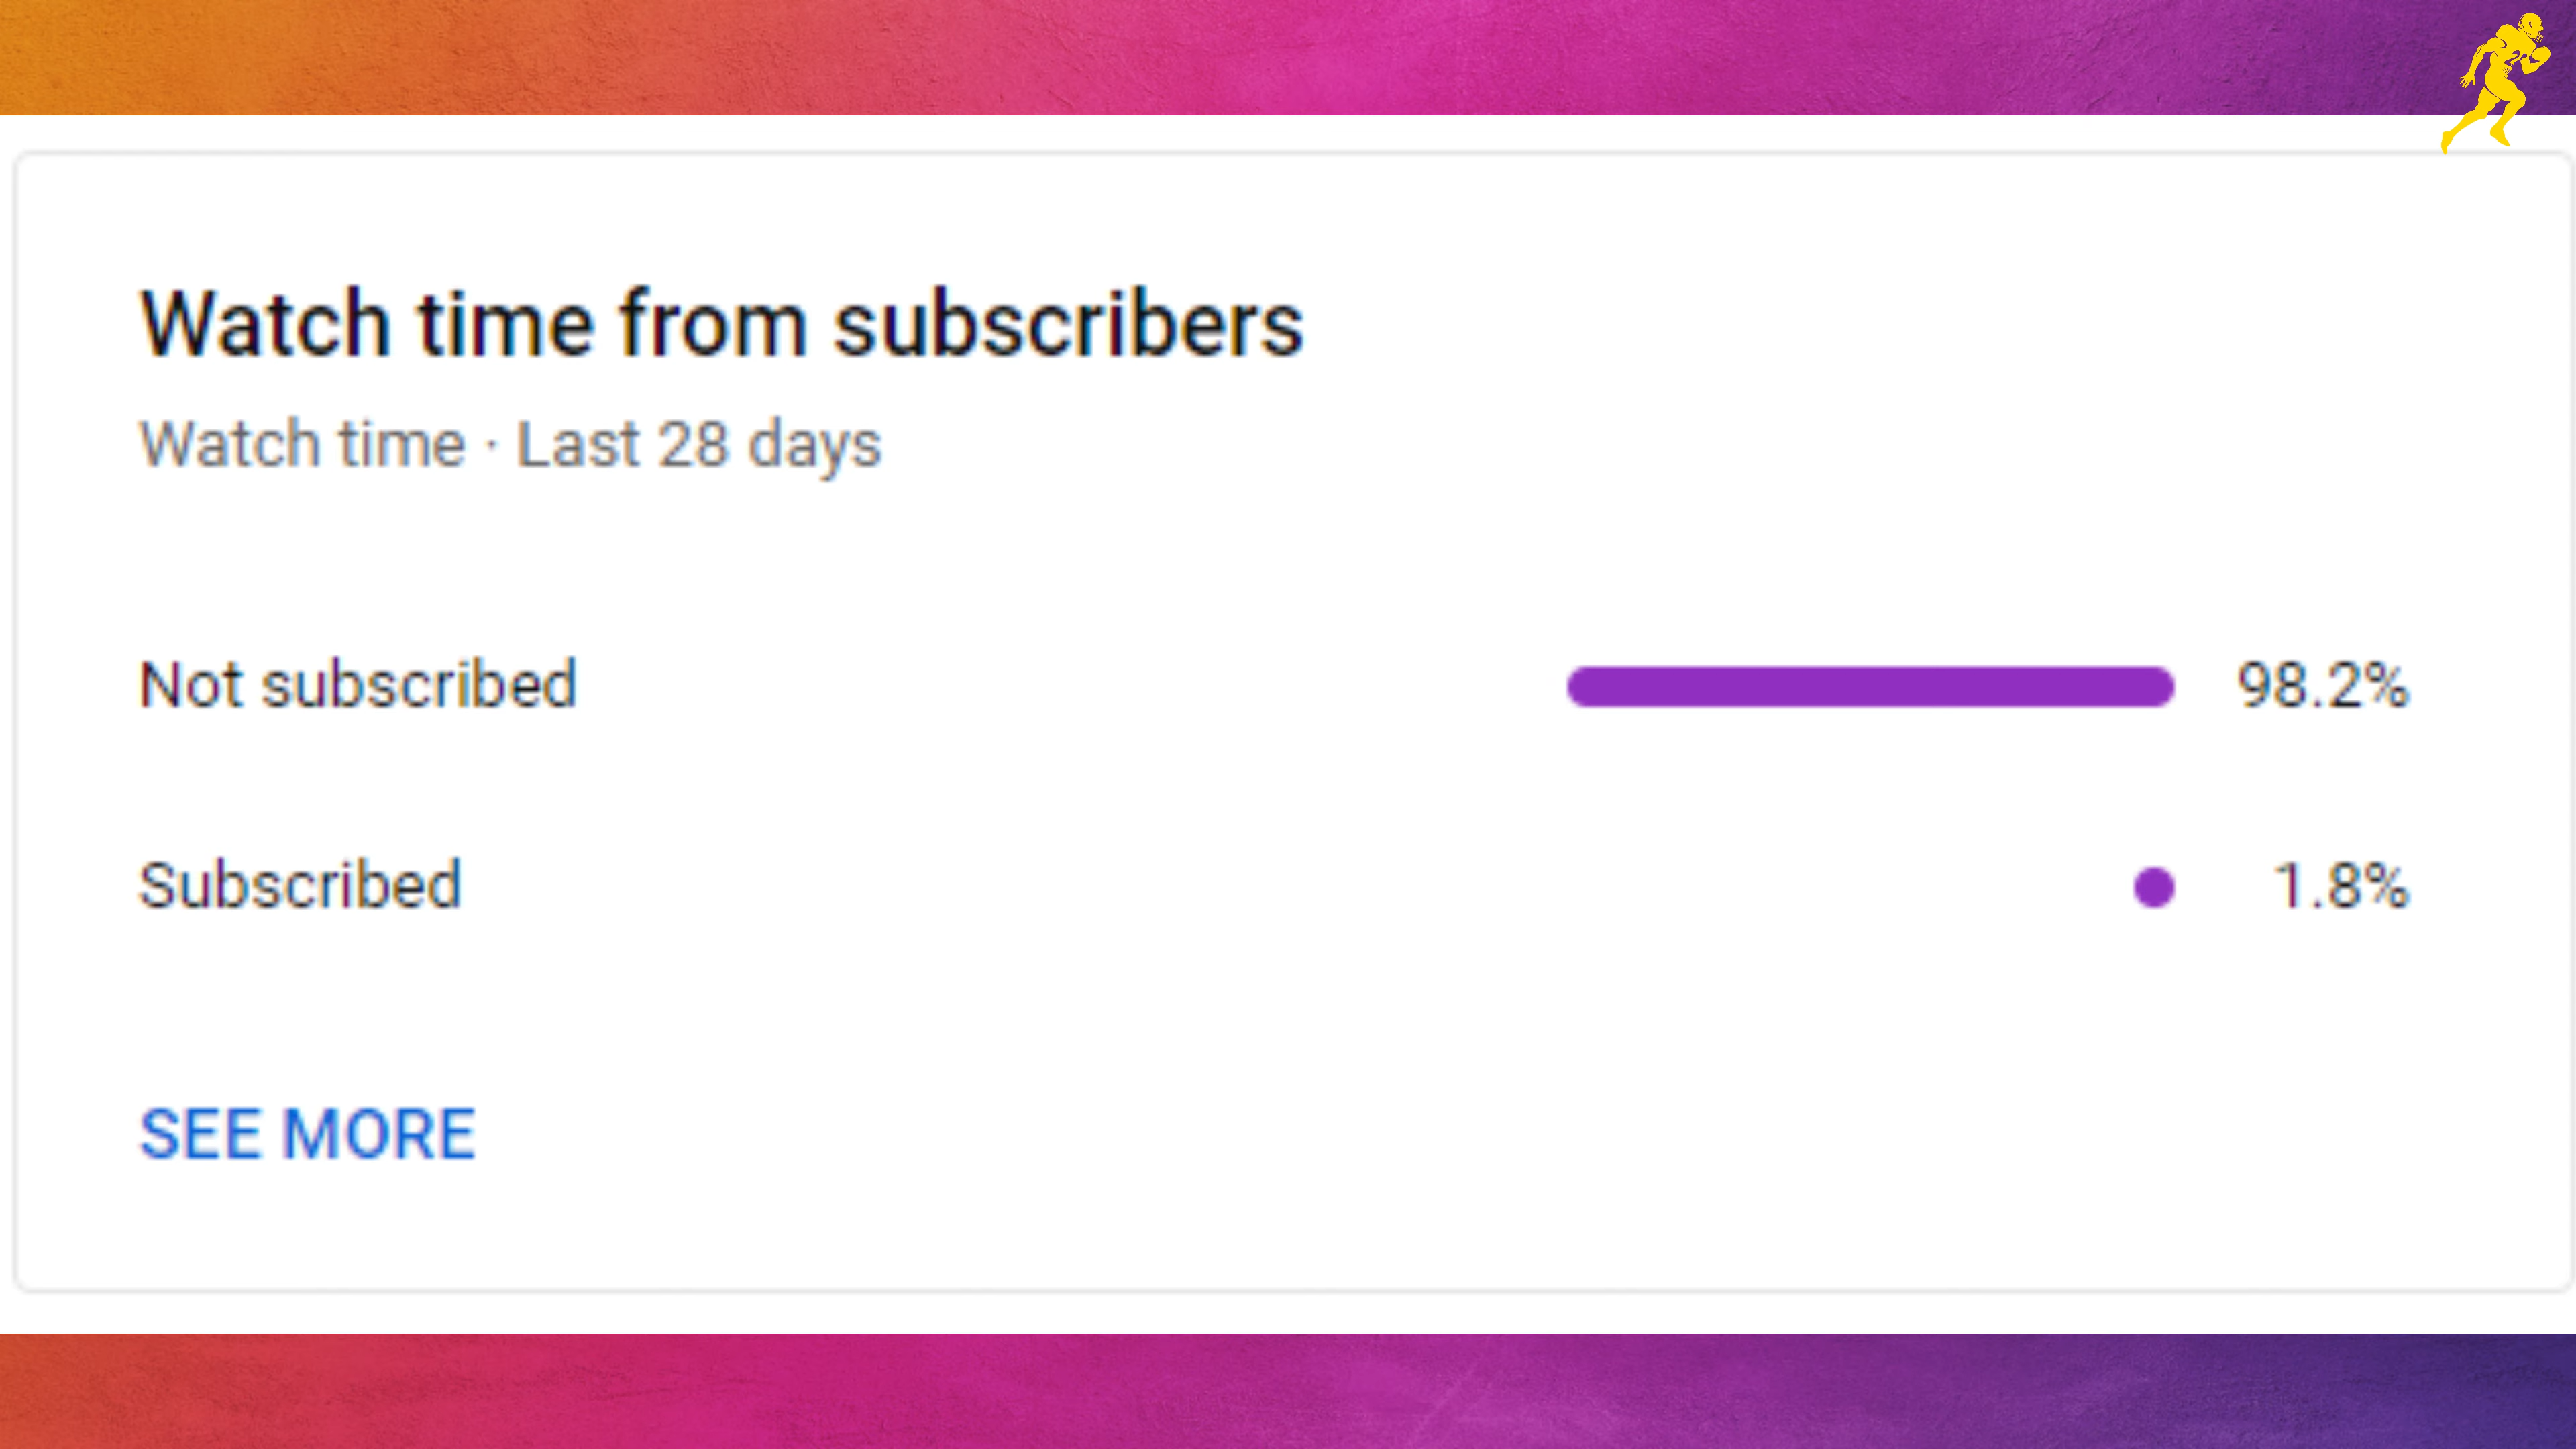 Watch time from subscribers
Watch time · Last 28 days
Not subscribed 98.2%
Subscribed 1.8%
SEE MORE